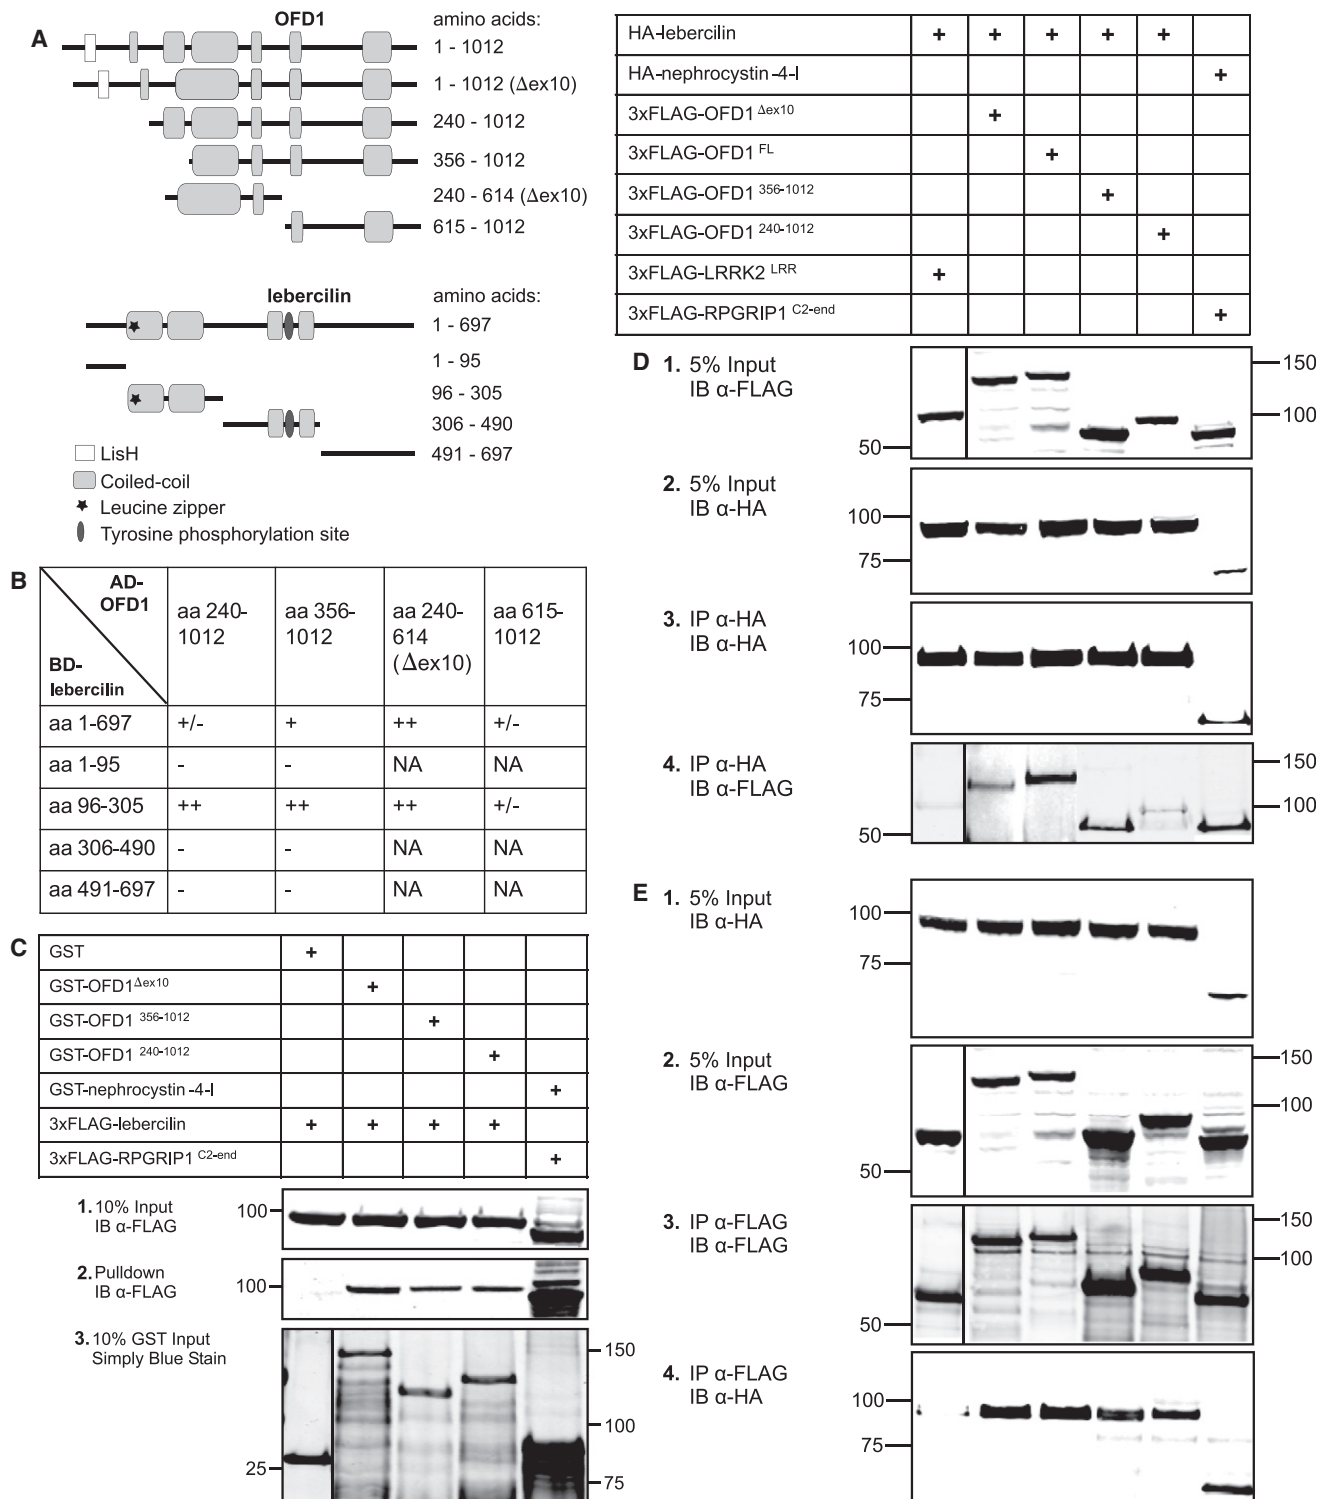 A
OFD1
amino acids:
1 - 1012
1 - 1012 (Δex10)
240 - 1012
356 - 1012
240 - 614 (Δex10)
615 - 1012
lebercilin
amino acids:
1 - 697
1 - 95
96 - 305
306 - 490
491 - 697
LisH
Coiled-coil
Leucine zipper
Tyrosine phosphorylation site
B
AD-OFD1
BD-lebercilin
aa 240-1012
aa 356-1012
aa 240-614 (Δex10)
aa 615-1012
aa 1-697 +/- + ++ +/-
aa 1-95 - - NA NA
aa 96-305 ++ ++ ++ +/-
aa 306-490 - - NA NA
aa 491-697 - - NA NA
C
GST +
GST-OFD1 Δex10 +
GST-OFD1 356-1012 +
GST-OFD1 240-1012 +
GST-nephrocystin-4-I +
3xFLAG-lebercilin + + + +
3xFLAG-RPGRIP1 C2-end +
1. 10% Input
IB α-FLAG
100
2. Pulldown
IB α-FLAG
100
3. 10% GST Input
Simply Blue Stain
25
150
100
75
HA-lebercilin + + + + +
HA-nephrocystin-4-I +
3xFLAG-OFD1 Δex10 +
3xFLAG-OFD1 FL +
3xFLAG-OFD1 356-1012 +
3xFLAG-OFD1 240-1012 +
3xFLAG-LRRK2 LRR +
3xFLAG-RPGRIP1 C2-end +
D
1. 5% Input
IB α-FLAG
50
150
100
2. 5% Input
IB α-HA
100
75
3. IP α-HA
IB α-HA
100
75
4. IP α-HA
IB α-FLAG
50
150
100
E
1. 5% Input
IB α-HA
100
75
2. 5% Input
IB α-FLAG
50
150
100
3. IP α-FLAG
IB α-FLAG
50
150
100
4. IP α-FLAG
IB α-HA
100
75